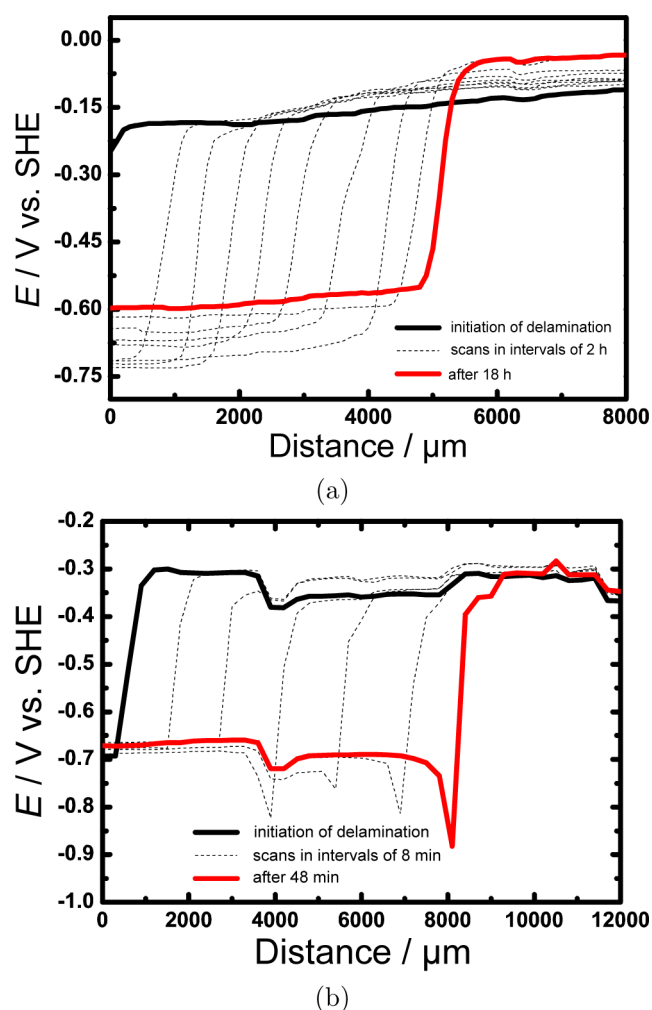 0.00
-0.15
-0.30
-0.45
-0.60
-0.75
E / V vs. SHE
initiation of delamination
scans in intervals of 2 h
after 18 h
0 2000 4000 6000 8000
Distance / µm
(a)
-0.2
-0.3
-0.4
-0.5
-0.6
-0.7
-0.8
-0.9
-1.0
E / V vs. SHE
initiation of delamination
scans in intervals of 8 min
after 48 min
0 2000 4000 6000 8000 10000 12000
Distance / µm
(b)